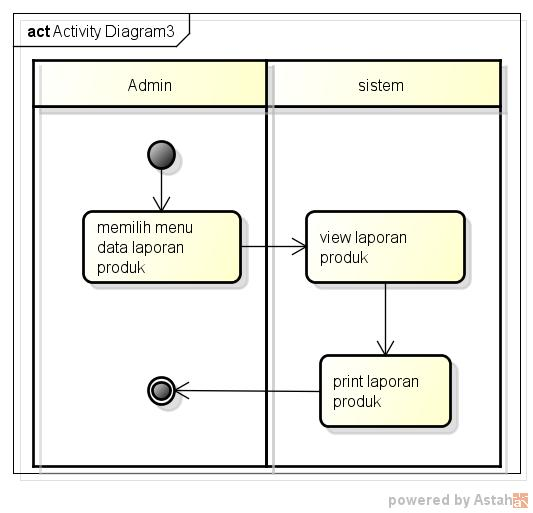 act Activity Diagram3
Admin
sistem
memilih menu
data laporan
produk
view laporan
produk
print laporan
produk
powered by Astah